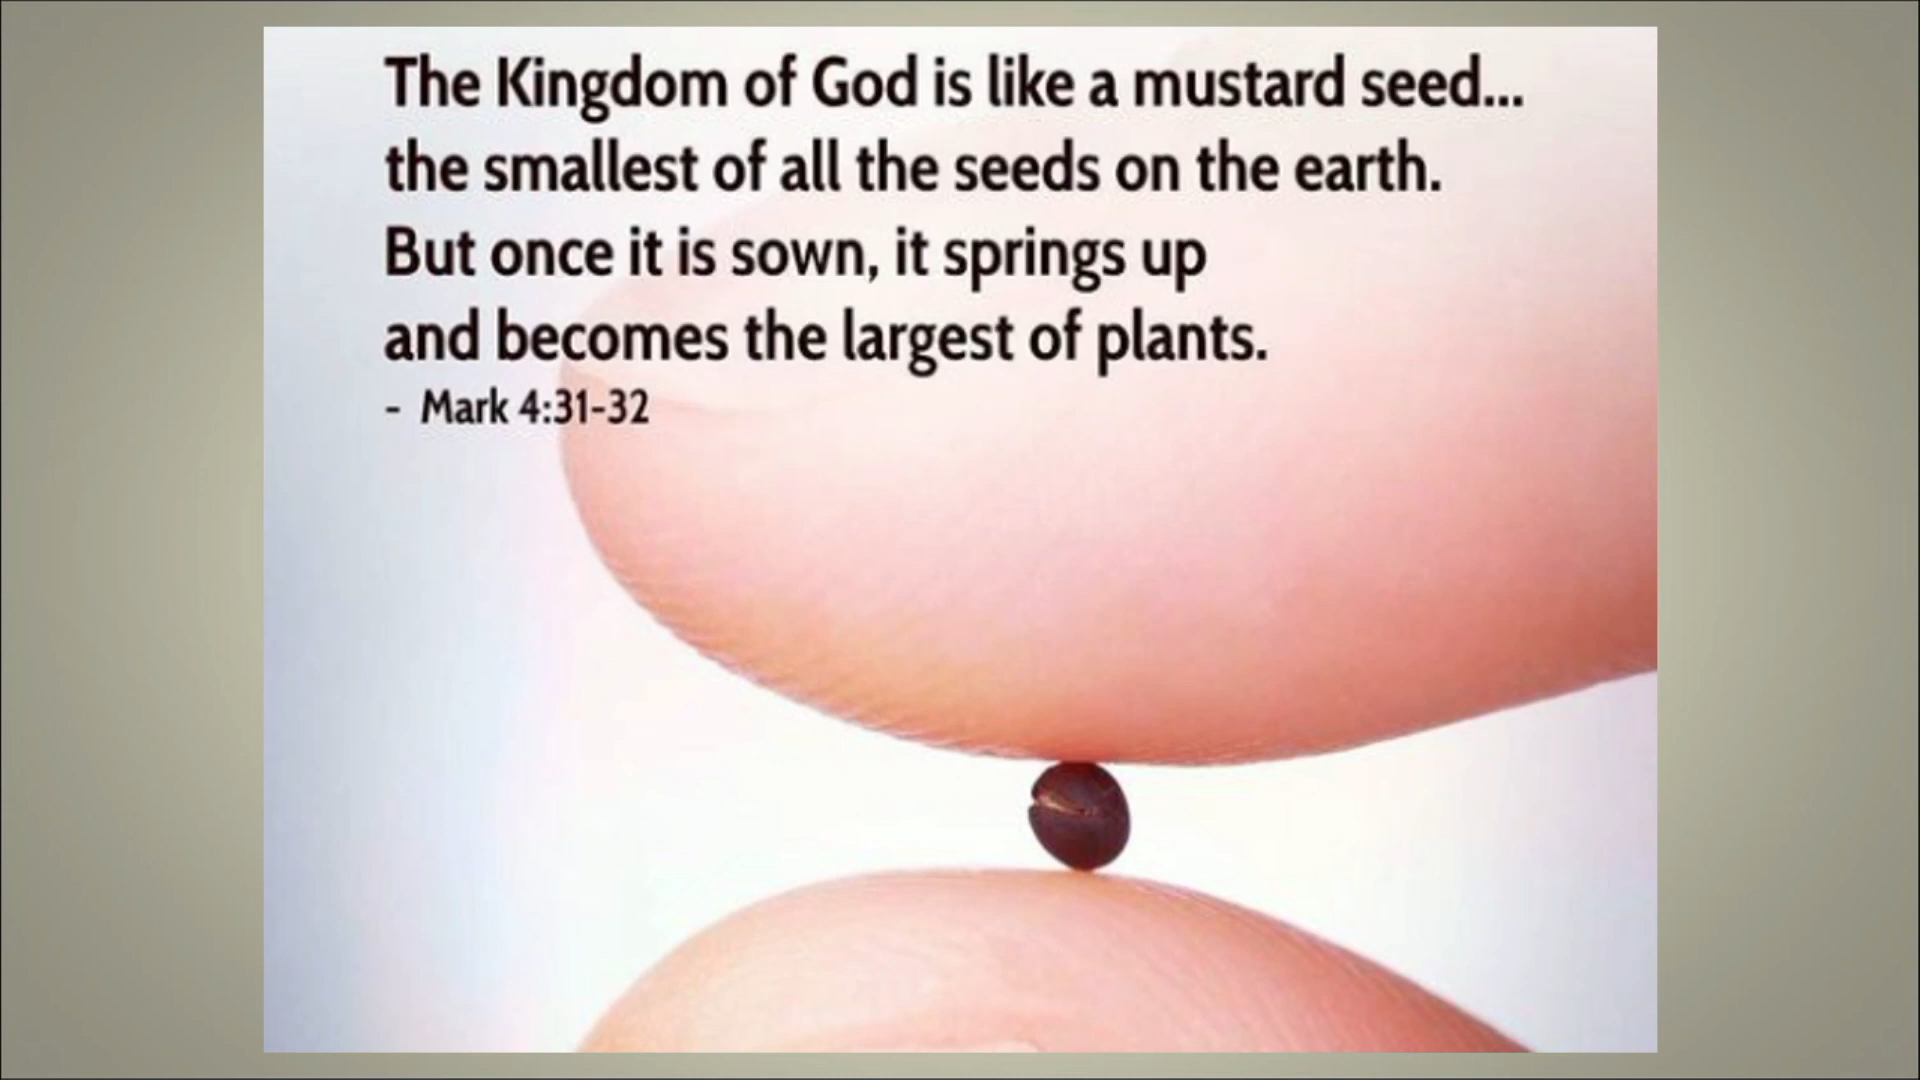 The Kingdom of God is like a mustard seed...
the smallest of all the seeds on the earth.
But once it is sown, it springs up
and becomes the largest of plants.
- Mark 4:31-32